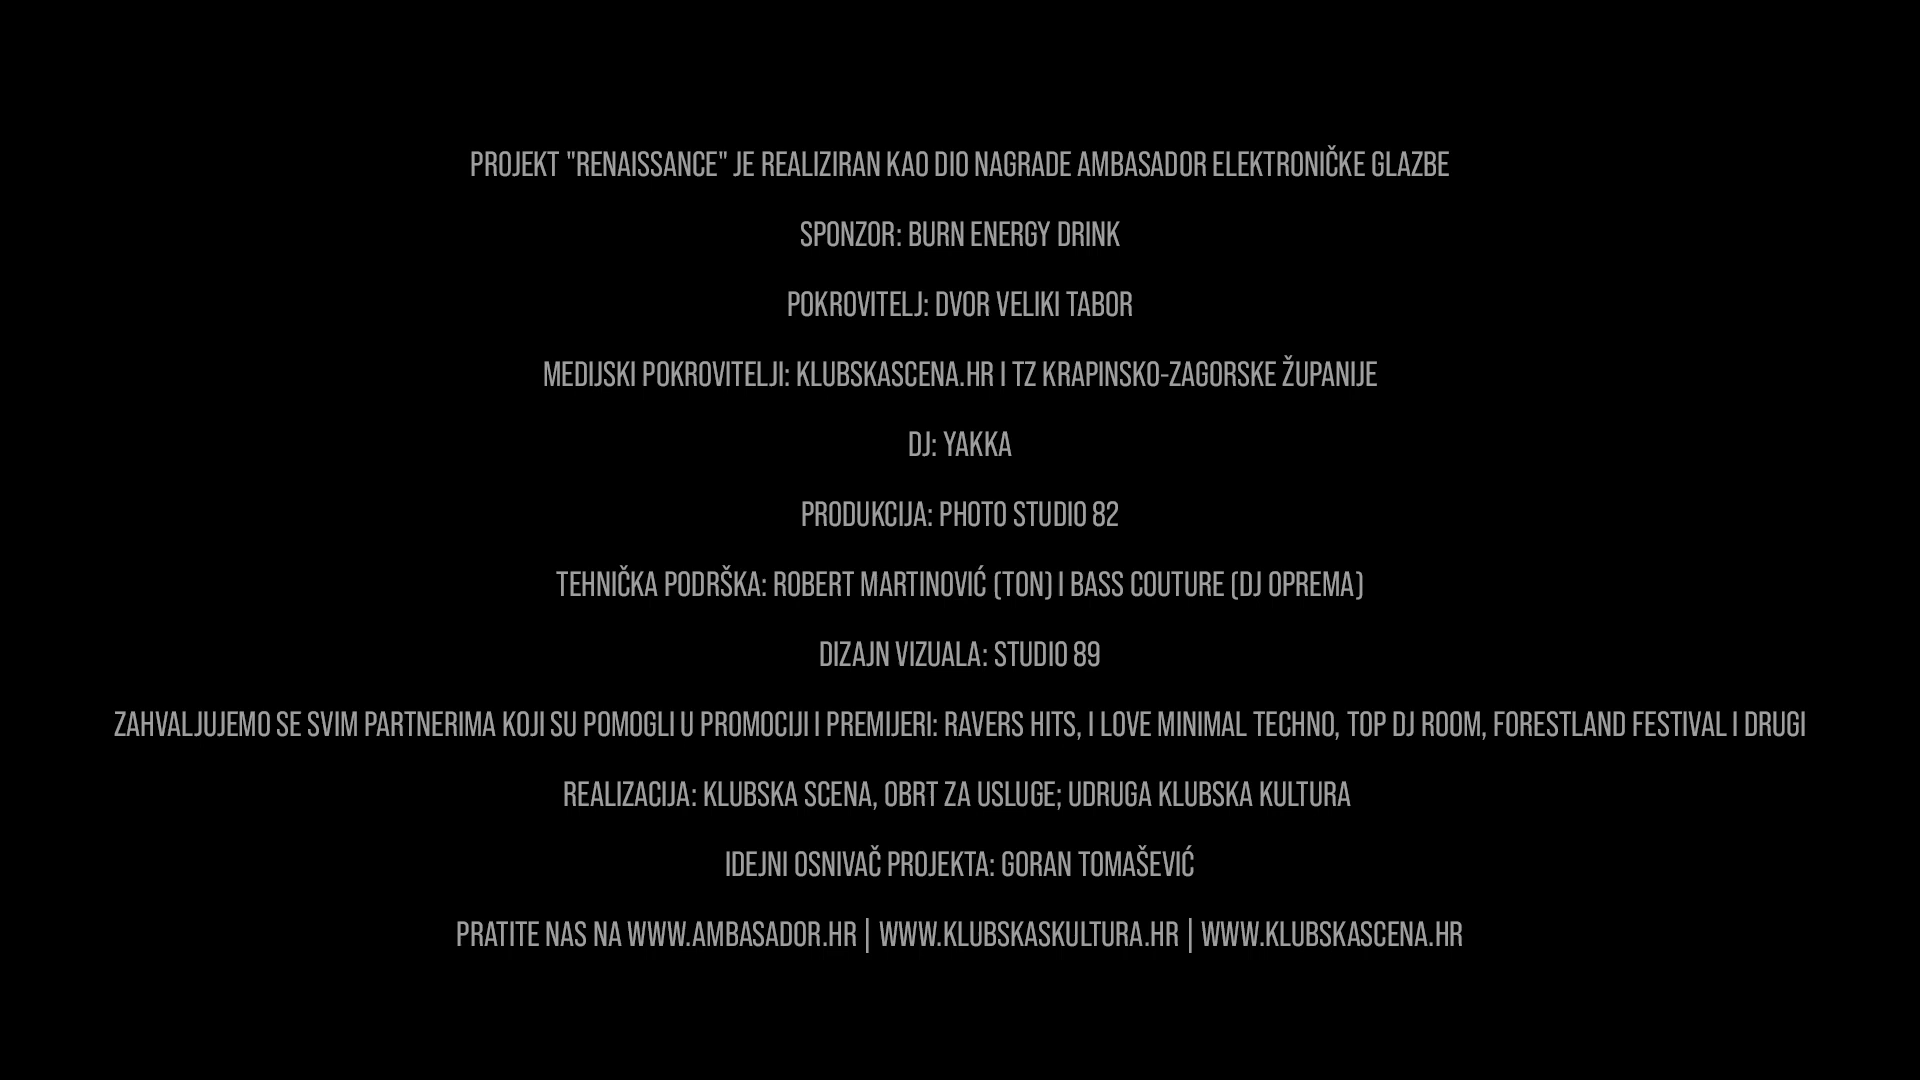 PROJEKT "RENAISSANCE" JE REALIZIRAN KAO DIO NAGRADE AMBASADOR ELEKTRONIČKE GLAZBE
SPONZOR: BURN ENERGY DRINK
POKROVITELJ: DVOR VELIKI TABOR
MEDIJSKI POKROVITELJI: KLUBSKASCENA.HR I TZ KRAPINSKO-ZAGORSKE ŽUPANIJE
DJ: YAKKA
PRODUKCIJA: PHOTO STUDIO 82
TEHNIČKA PODRŠKA: ROBERT MARTINOVIĆ (TON) I BASS COUTURE (DJ OPREMA)
DIZAJN VIZUALA: STUDIO 89
ZAHVALJUJEMO SE SVIM PARTNERIMA KOJI SU POMOGLI U PROMOCIJI I PREMIJERI: RAVERS HITS, I LOVE MINIMAL TECHNO, TOP DJ ROOM, FORESTLAND FESTIVAL I DRUGI
REALIZACIJA: KLUBSKA SCENA, OBRT ZA USLUGE; UDRUGA KLUBSKA KULTURA
IDEJNI OSNIVAČ PROJEKTA: GORAN TOMAŠEVIĆ
PRATITE NAS NA WWW.AMBASADOR.HR | WWW.KLUBSKASKULTURA.HR | WWW.KLUBSKASCENA.HR